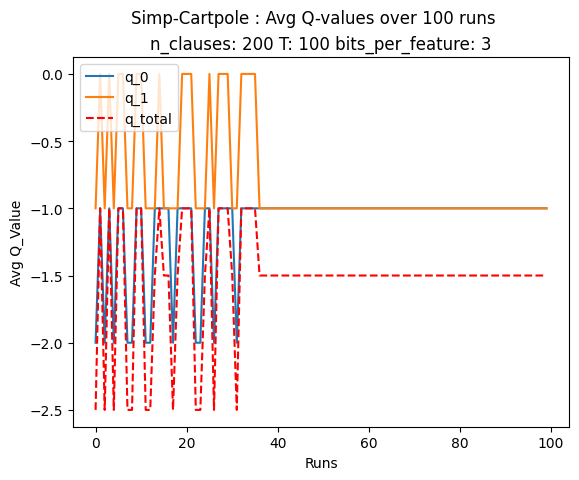 Simp-Cartpole : Avg Q-values over 100 runs
n_clauses: 200 T: 100 bits_per_feature: 3
q_0
q_1
q_total
0.0
−0.5
−1.0
−1.5
−2.0
−2.5
Avg Q_Value
0 20 40 60 80 100
Runs